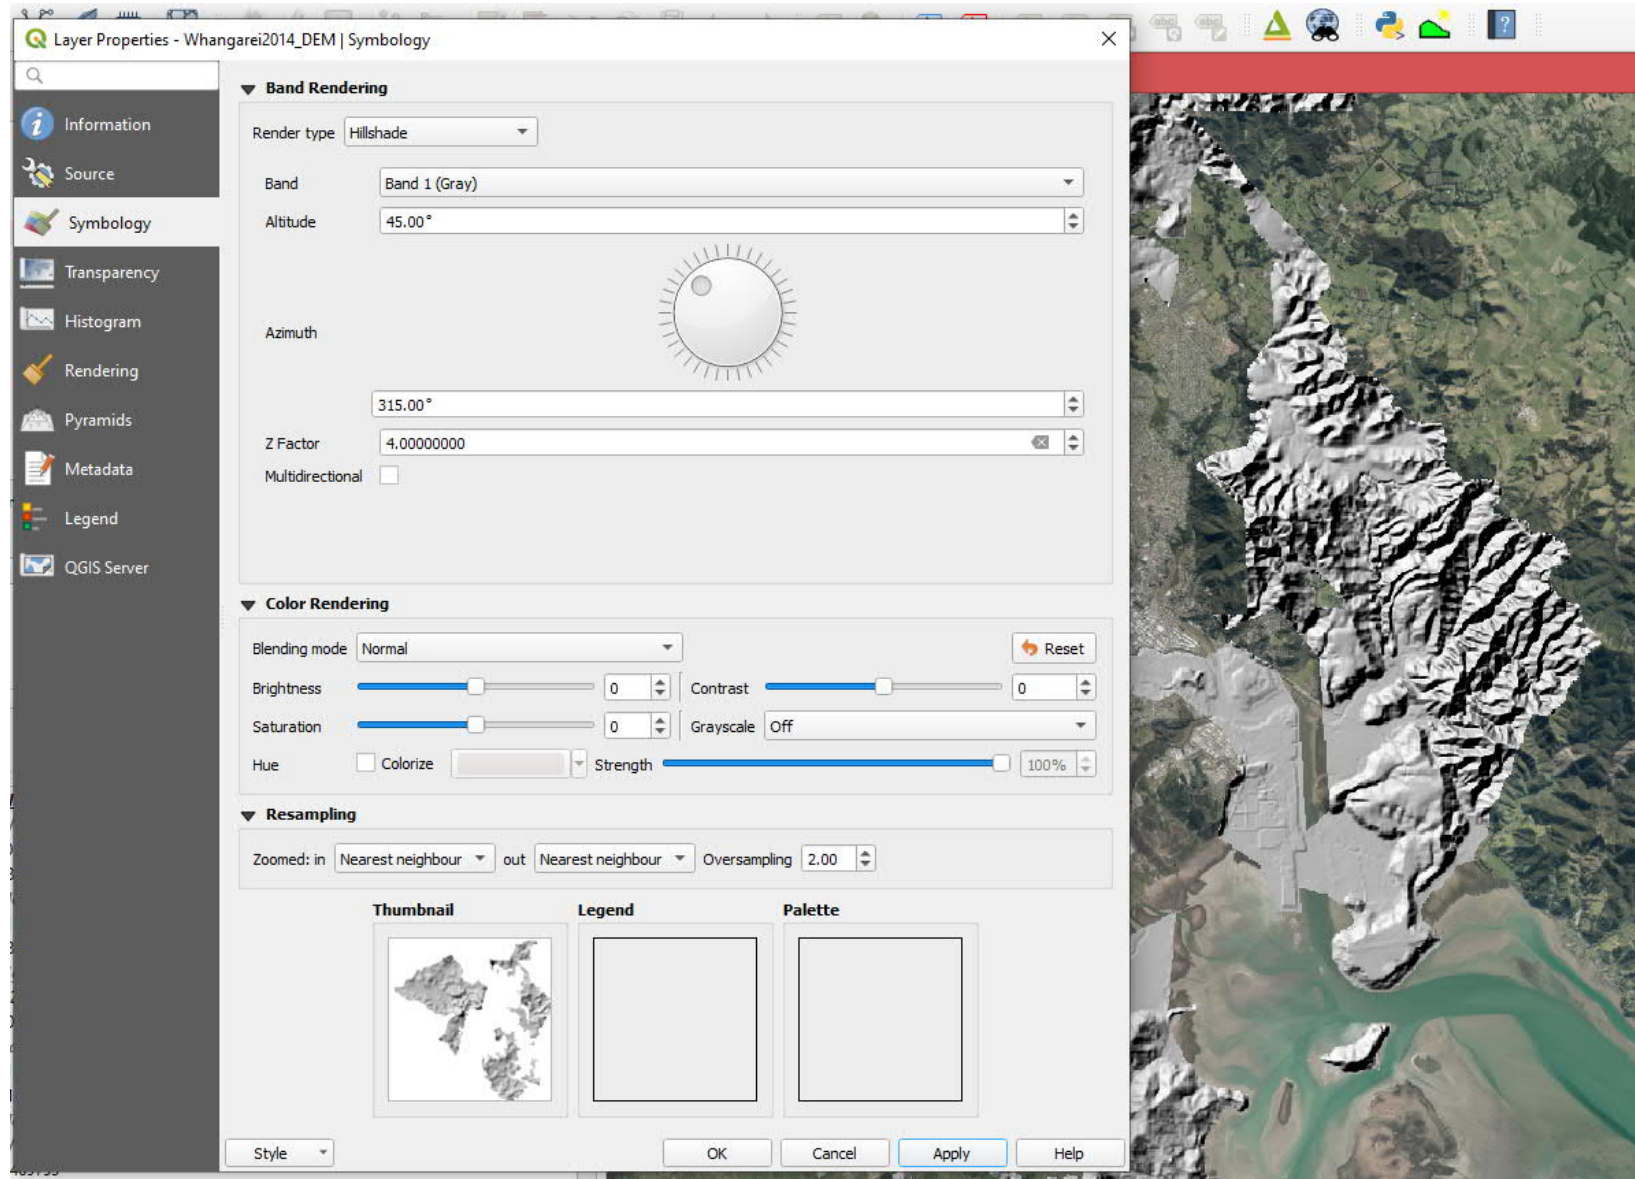 Layer Properties - Whangarei2014_DEM | Symbology
abc
abc
?
Information
Source
Symbology
Transparency
Histogram
Rendering
Pyramids
Metadata
Legend
QGIS Server
Band Rendering
Render type Hillshade
Band Band 1 (Gray)
Altitude 45.00°
Azimuth
315.00°
Z Factor 4.00000000
Multidirectional
Color Rendering
Blending mode Normal Reset
Brightness 0 Contrast 0
Saturation 0 Grayscale Off
Hue Colorize Strength 100%
Resampling
Zoomed: in Nearest neighbour out Nearest neighbour Oversampling 2.00
Thumbnail Legend Palette
Style OK Cancel Apply Help